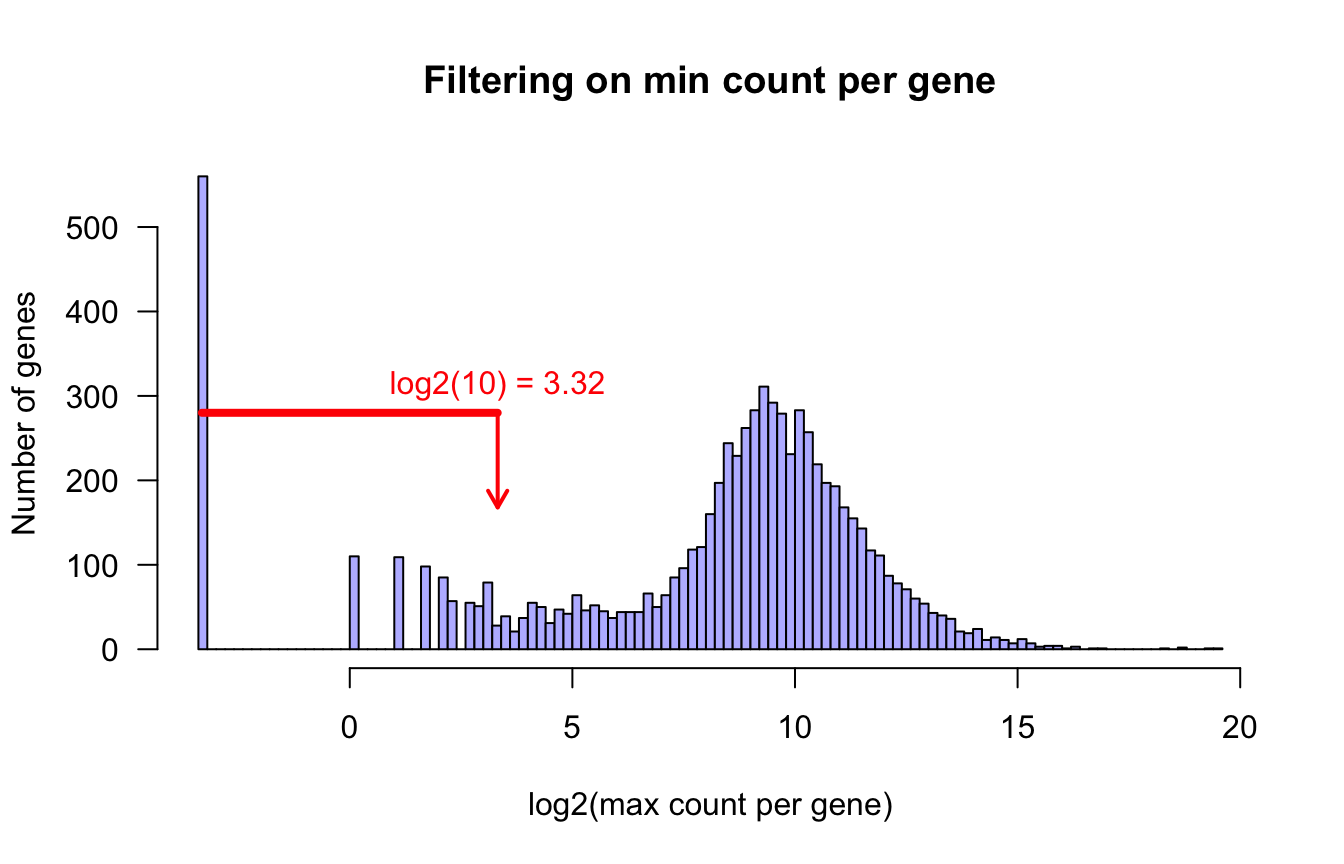 Filtering on min count per gene
500
400
300
200
100
0
Number of genes
log2(10) = 3.32
0 5 10 15 20
log2(max count per gene)